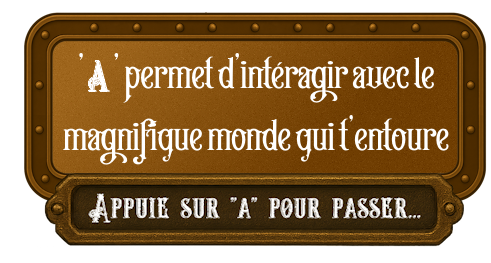 'A' permet d'intéragir avec le
magnifique monde qui t'entoure
Appuie sur "A" pour passer...